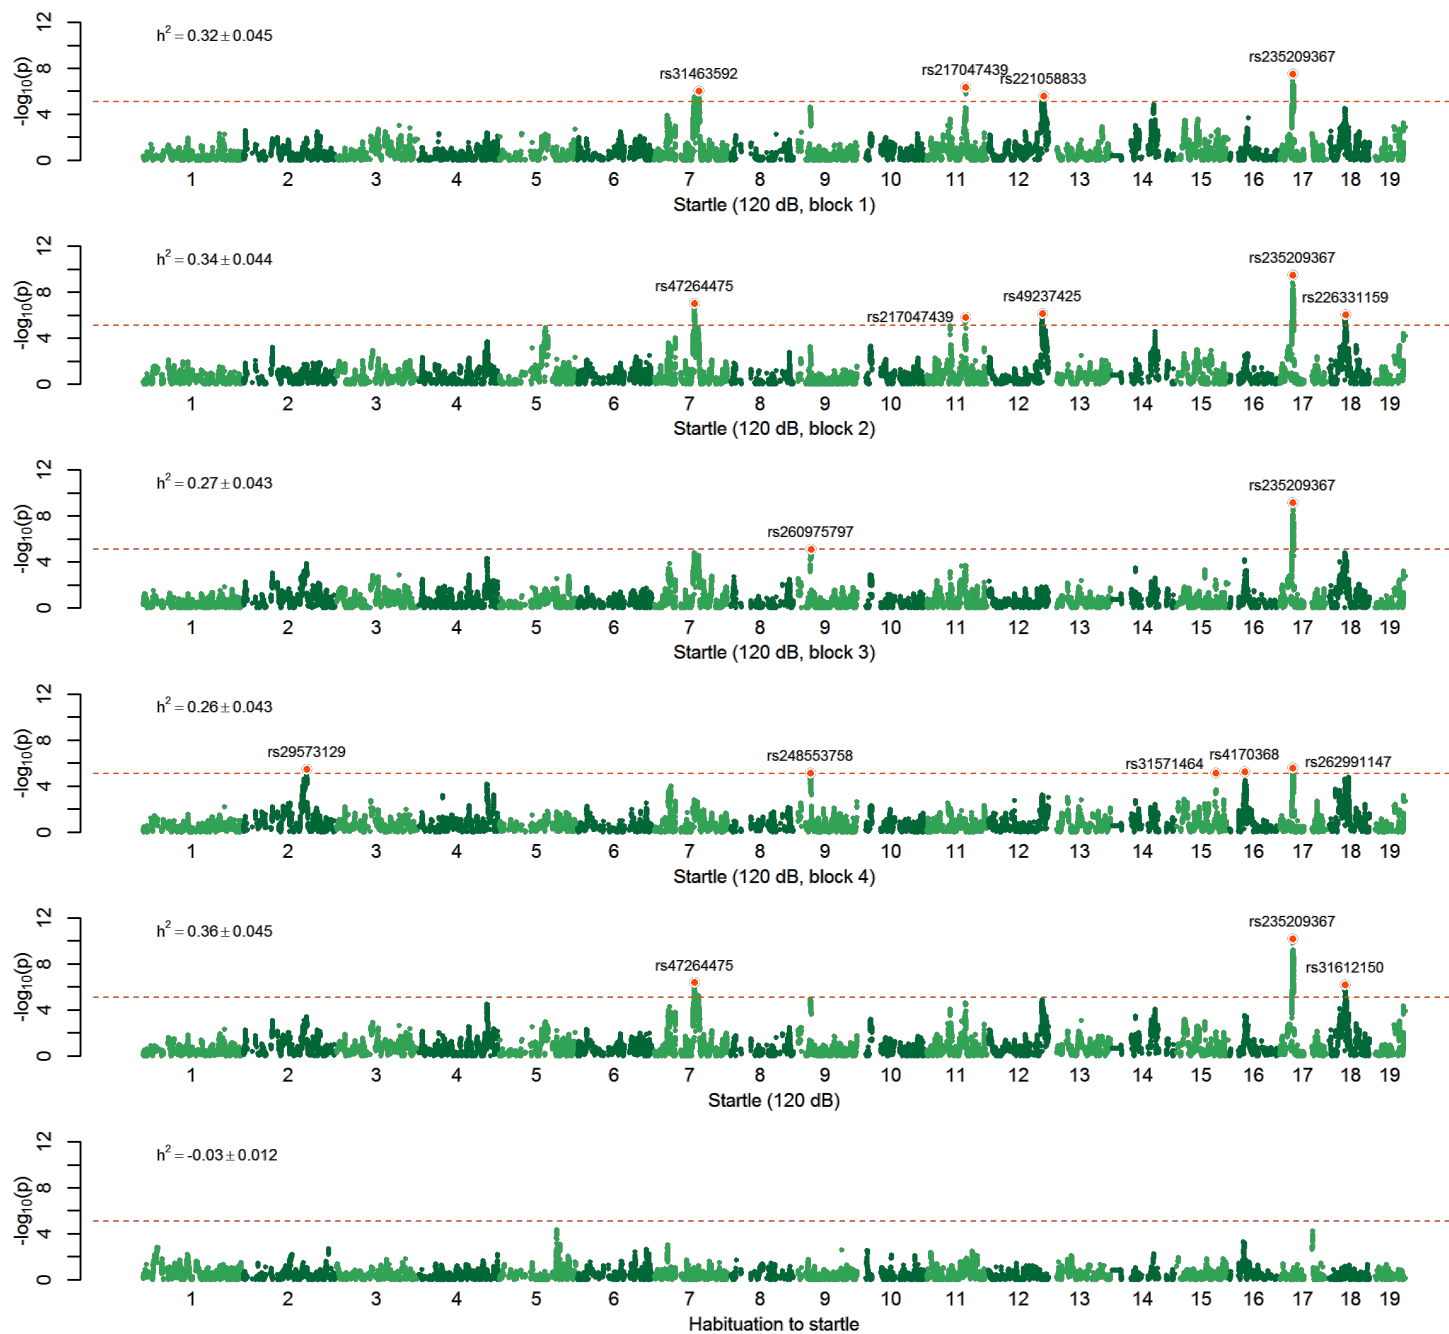 12
8
4
0
-log10(p)
h2 = 0.32 ± 0.045
rs31463592
rs217047439
rs221058833
rs235209367
1 2 3 4 5 6 7 8 9 10 11 12 13 14 15 16 17 18 19
Startle (120 dB, block 1)
12
8
4
0
-log10(p)
h2 = 0.34 ± 0.044
rs47264475
rs217047439
rs49237425
rs235209367
rs226331159
1 2 3 4 5 6 7 8 9 10 11 12 13 14 15 16 17 18 19
Startle (120 dB, block 2)
12
8
4
0
-log10(p)
h2 = 0.27 ± 0.043
rs260975797
rs235209367
1 2 3 4 5 6 7 8 9 10 11 12 13 14 15 16 17 18 19
Startle (120 dB, block 3)
12
8
4
0
-log10(p)
h2 = 0.26 ± 0.043
rs29573129
rs248553758
rs31571464
rs4170368
rs262991147
1 2 3 4 5 6 7 8 9 10 11 12 13 14 15 16 17 18 19
Startle (120 dB, block 4)
12
8
4
0
-log10(p)
h2 = 0.36 ± 0.045
rs47264475
rs235209367
rs31612150
1 2 3 4 5 6 7 8 9 10 11 12 13 14 15 16 17 18 19
Startle (120 dB)
12
8
4
0
-log10(p)
h2 = -0.03 ± 0.012
1 2 3 4 5 6 7 8 9 10 11 12 13 14 15 16 17 18 19
Habituation to startle